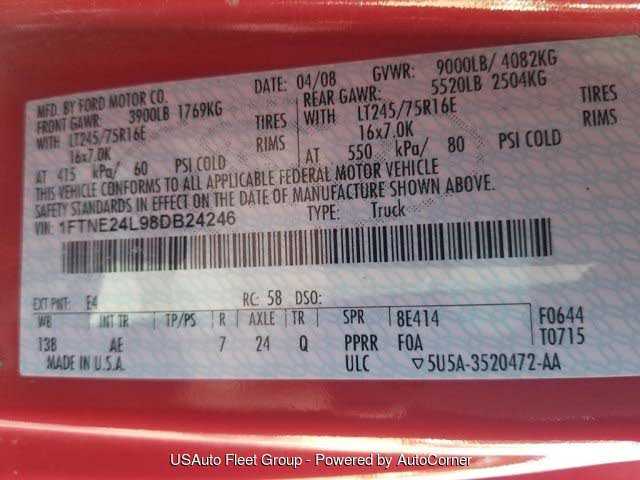 MFD. BY FORD MOTOR CO. DATE: 04/08 GVWR: 9000LB/ 4082KG
FRONT GAWR: 3900LB 1769KG REAR GAWR: 5520LB 2504KG
WITH LT245/75R16E TIRES WITH LT245/75R16E TIRES
16x7.0K RIMS 16x7.0K RIMS
AT 415 kPa/ 60 PSI COLD AT 550 kPa/ 80 PSI COLD
THIS VEHICLE CONFORMS TO ALL APPLICABLE FEDERAL MOTOR VEHICLE
SAFETY STANDARDS IN EFFECT ON THE DATE OF MANUFACTURE SHOWN ABOVE.
VIN: 1FTNE24L98DB24246 TYPE: Truck
EXT PNT: E4 RC: 58 DSO:
WB INT TR TP/PS R AXLE TR SPR 8E414 F0644
138 AE 7 24 Q PPRR F0A T0715
MADE IN U.S.A. ULC ▽5U5A-3520472-AA
USAuto Fleet Group - Powered by AutoCorner